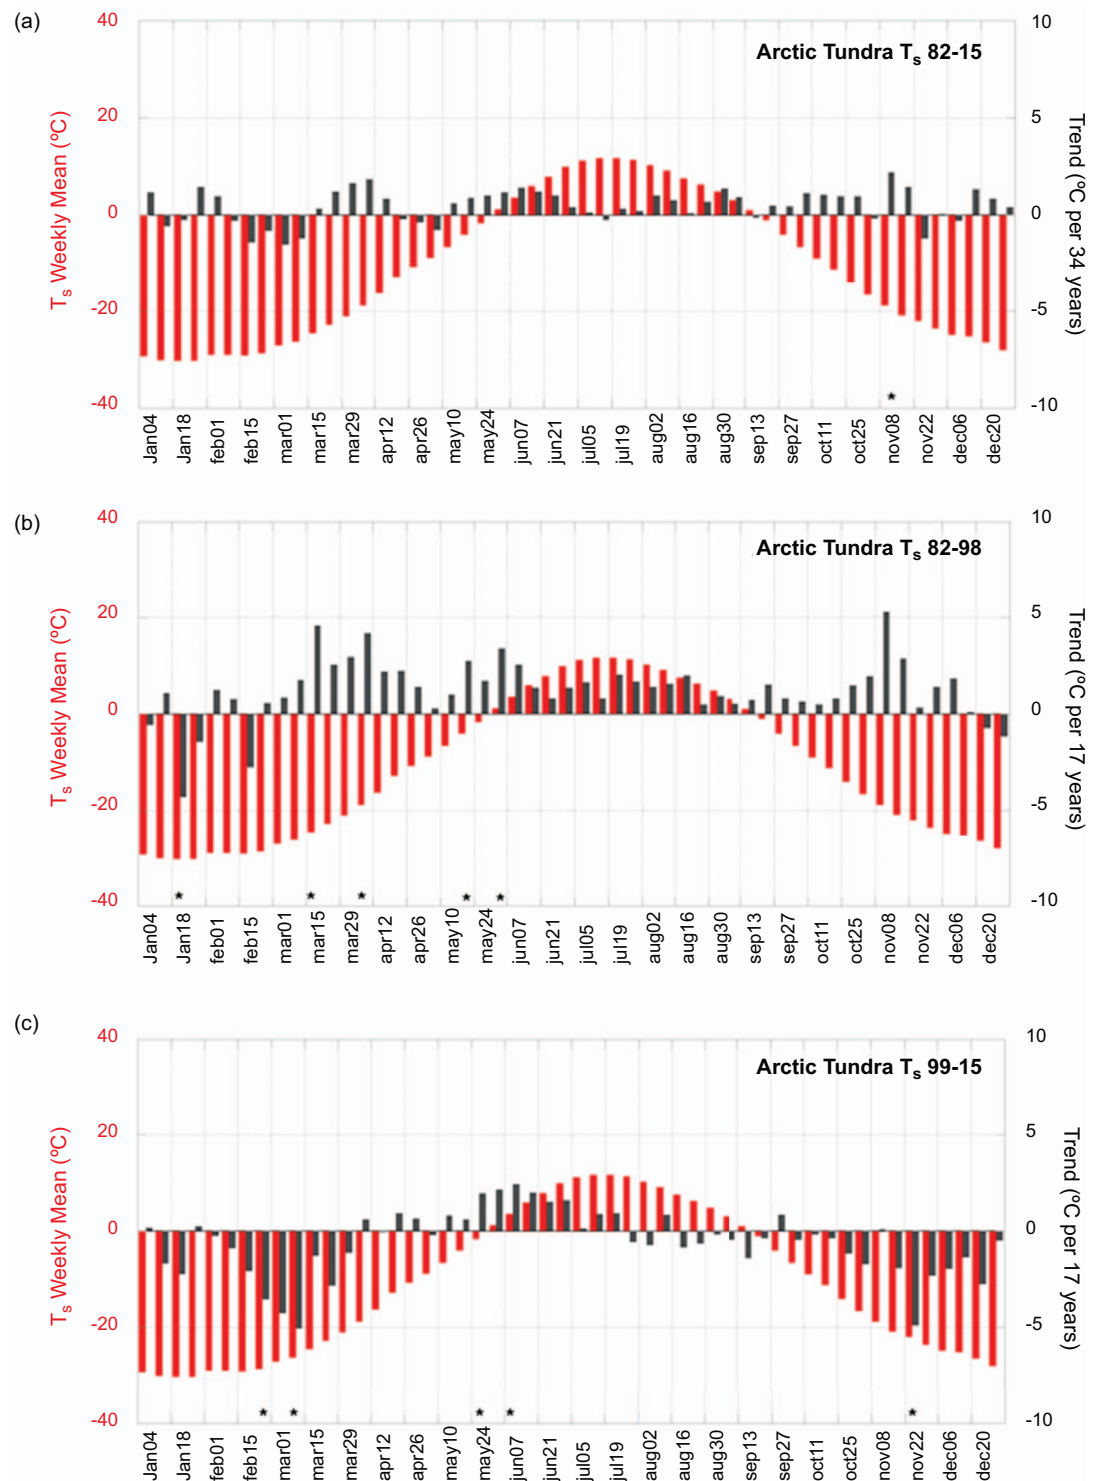 (a)
Arctic Tundra Ts 82-15
Ts Weekly Mean (ºC)
40
20
0
-20
-40
10
5
0
-5
-10
Trend (ºC per 34 years)
*
Jan04
Jan18
feb01
feb15
mar01
mar15
mar29
apr12
apr26
may10
may24
jun07
jun21
jul05
jul19
aug02
aug16
aug30
sep13
sep27
oct11
oct25
nov08
nov22
dec06
dec20
(b)
Arctic Tundra Ts 82-98
Ts Weekly Mean (ºC)
40
20
0
-20
-40
10
5
0
-5
-10
Trend (ºC per 17 years)
* * * * *
Jan04
Jan18
feb01
feb15
mar01
mar15
mar29
apr12
apr26
may10
may24
jun07
jun21
jul05
jul19
aug02
aug16
aug30
sep13
sep27
oct11
oct25
nov08
nov22
dec06
dec20
(c)
Arctic Tundra Ts 99-15
Ts Weekly Mean (ºC)
40
20
0
-20
-40
10
5
0
-5
-10
Trend (ºC per 17 years)
* * * * *
Jan04
Jan18
feb01
feb15
mar01
mar15
mar29
apr12
apr26
may10
may24
jun07
jun21
jul05
jul19
aug02
aug16
aug30
sep13
sep27
oct11
oct25
nov08
nov22
dec06
dec20